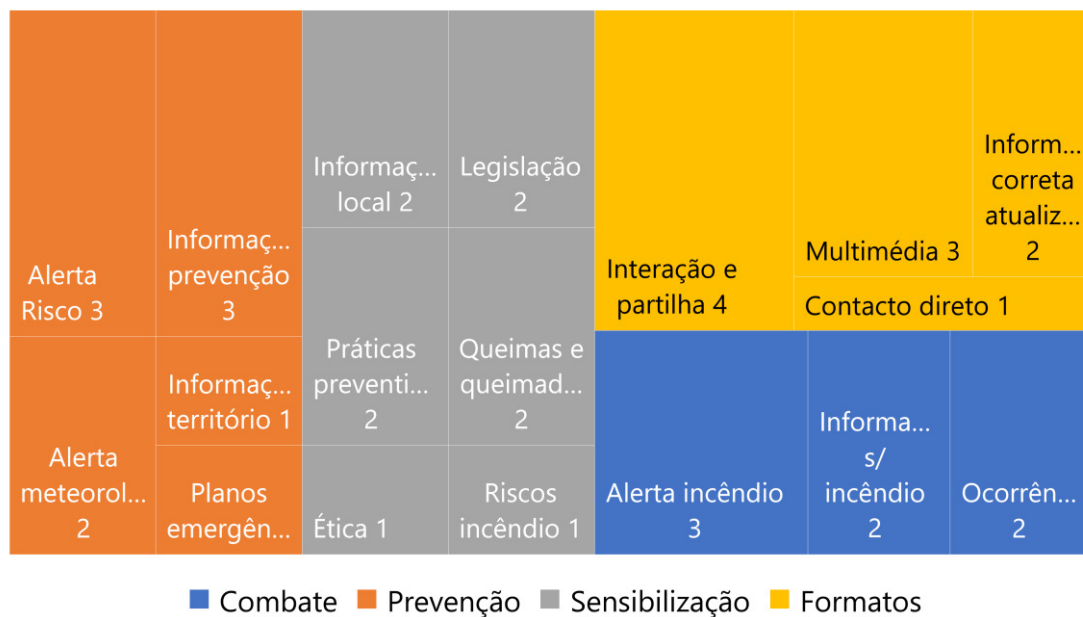 Alerta
Risco 3
Informaç...
prevenção
3
Alerta
meteorol...
2
Informaç...
território 1
Planos
emergên...
Informaç...
local 2
Legislação
2
Práticas
preventi...
2
Queimas e
queimad...
2
Ética 1
Riscos
incêndio 1
Interação e
partilha 4
Multimédia 3
Inform...
correta
atualiz...
2
Contacto direto 1
Alerta incêndio
3
Informa...
s/
incêndio
2
Ocorrên...
2
Combate Prevenção Sensibilização Formatos